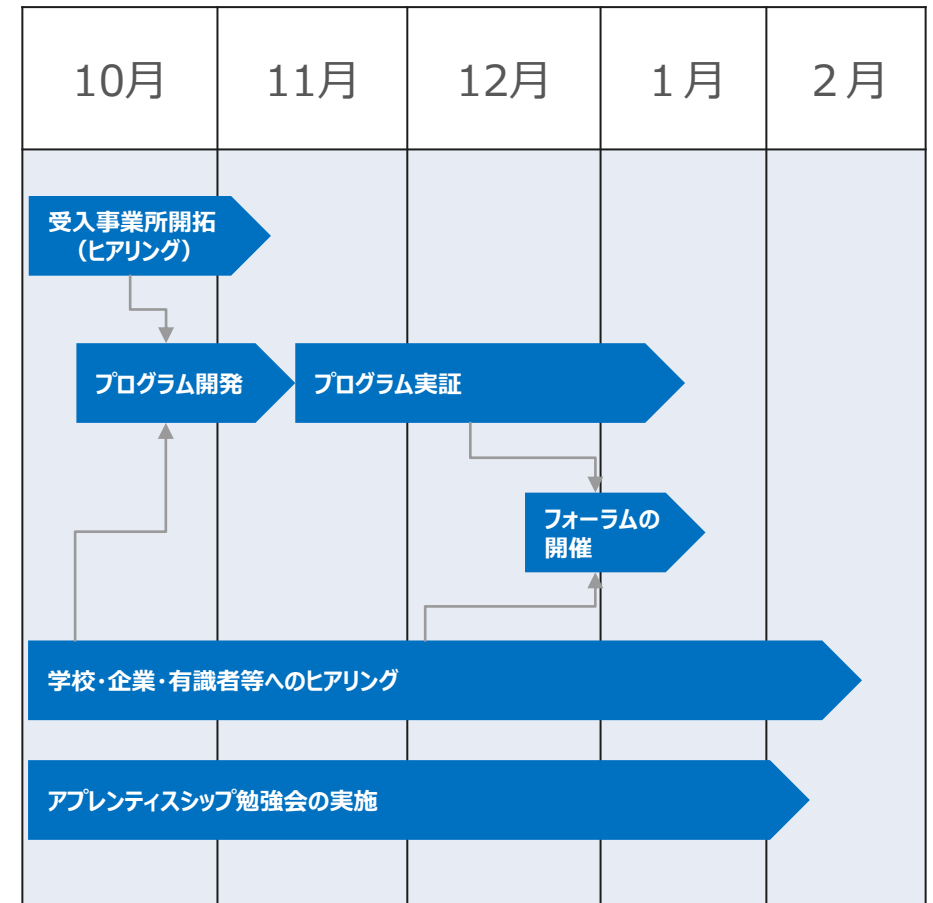 10月 11月 12月 1月 2月
受入事業所開拓
（ヒアリング）
プログラム開発
プログラム実証
フォーラムの
開催
学校・企業・有識者等へのヒアリング
アプレンティスシップ勉強会の実施